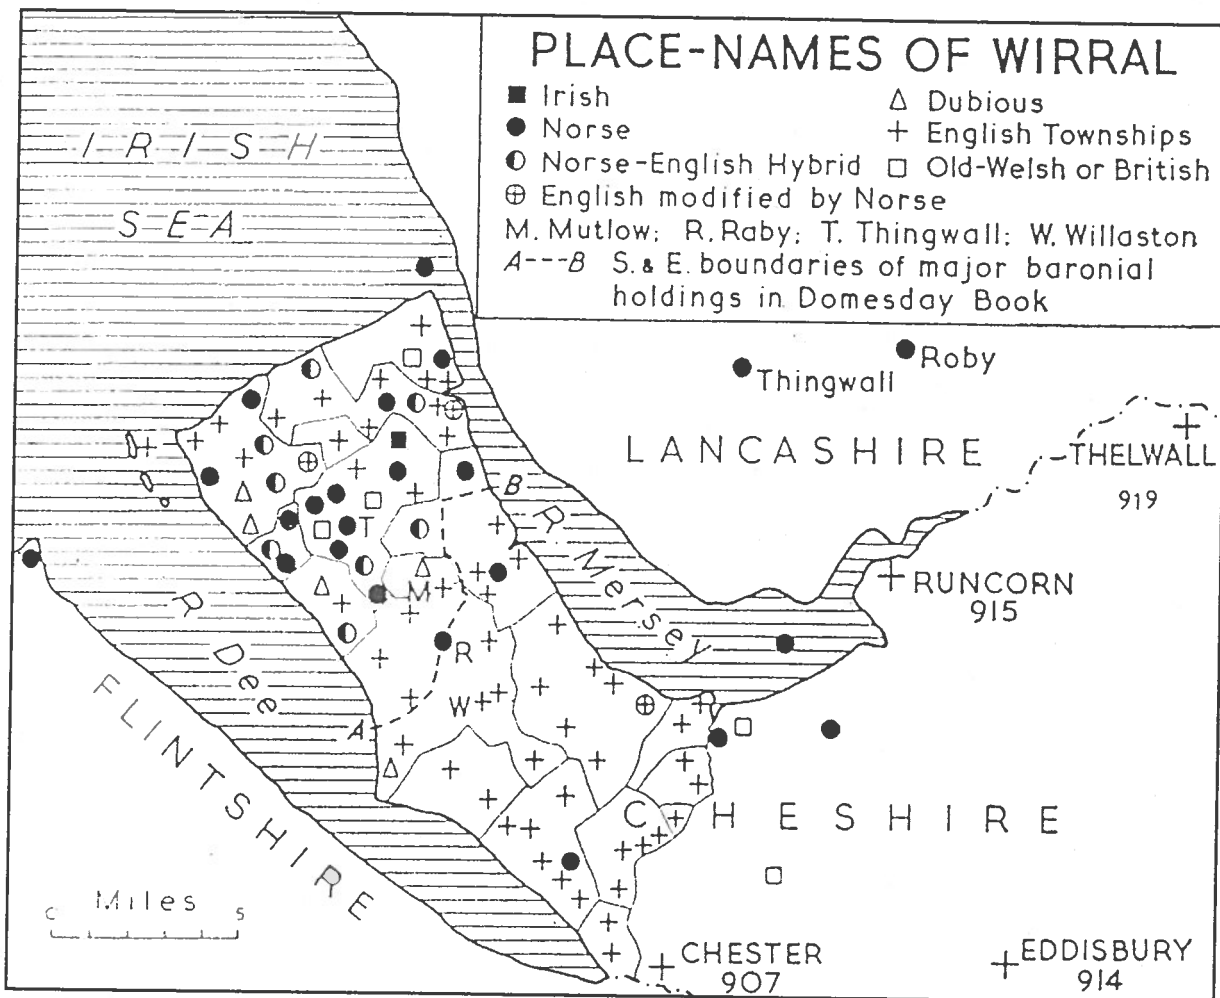 PLACE-NAMES OF WIRRAL
Irish
Norse
Norse-English Hybrid
English modified by Norse
Dubious
English Townships
Old-Welsh or British
M. Mutlow; R. Raby; T. Thingwall; W. Willaston
A---B S. & E. boundaries of major baronial
holdings in Domesday Book
IRISH
SEA
Roby
Thingwall
LANCASHIRE
THELWALL
919
B
R Mersey
T
RUNCORN
915
M
R Dee
R
W
A
FLINTSHIRE
CHESHIRE
Miles
0 5
CHESTER
907
EDDISBURY
914